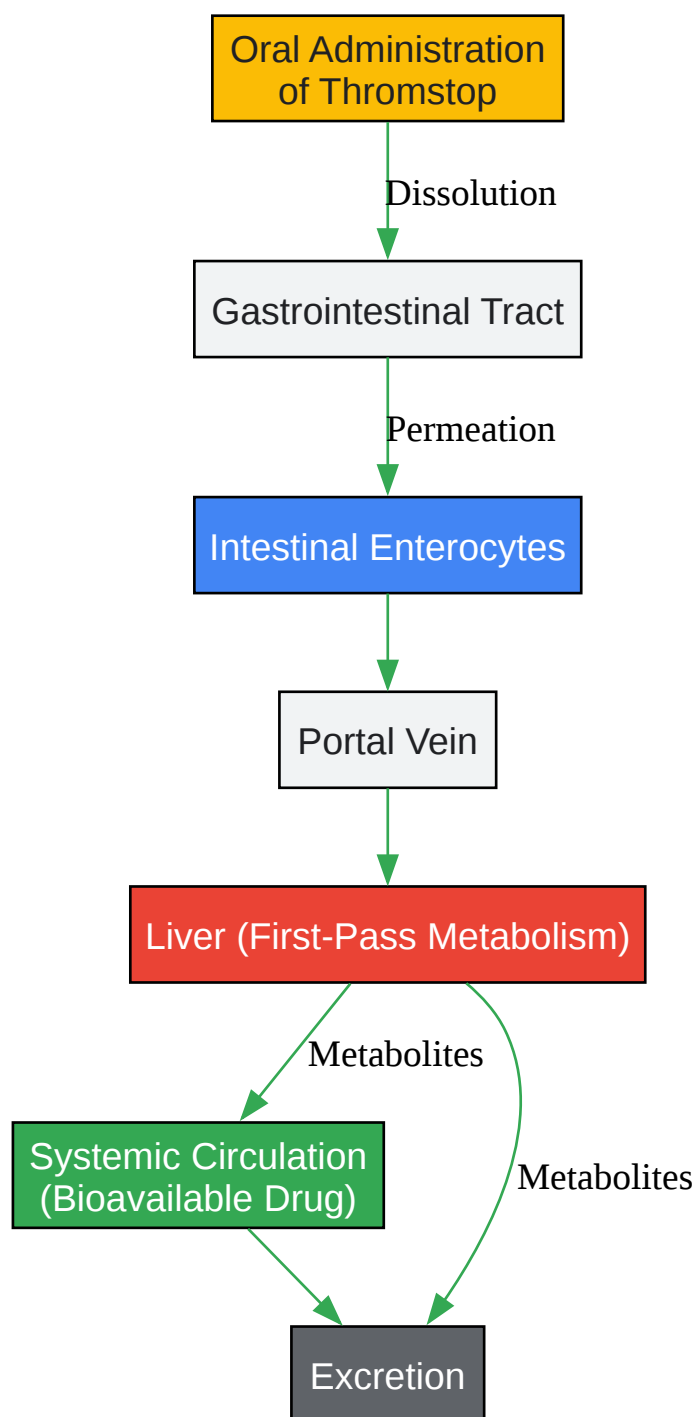 Oral Administration
of Thromstop
Dissolution
Gastrointestinal Tract
Permeation
Intestinal Enterocytes
Portal Vein
Liver (First-Pass Metabolism)
Metabolites
Systemic Circulation
(Bioavailable Drug)
Metabolites
Excretion